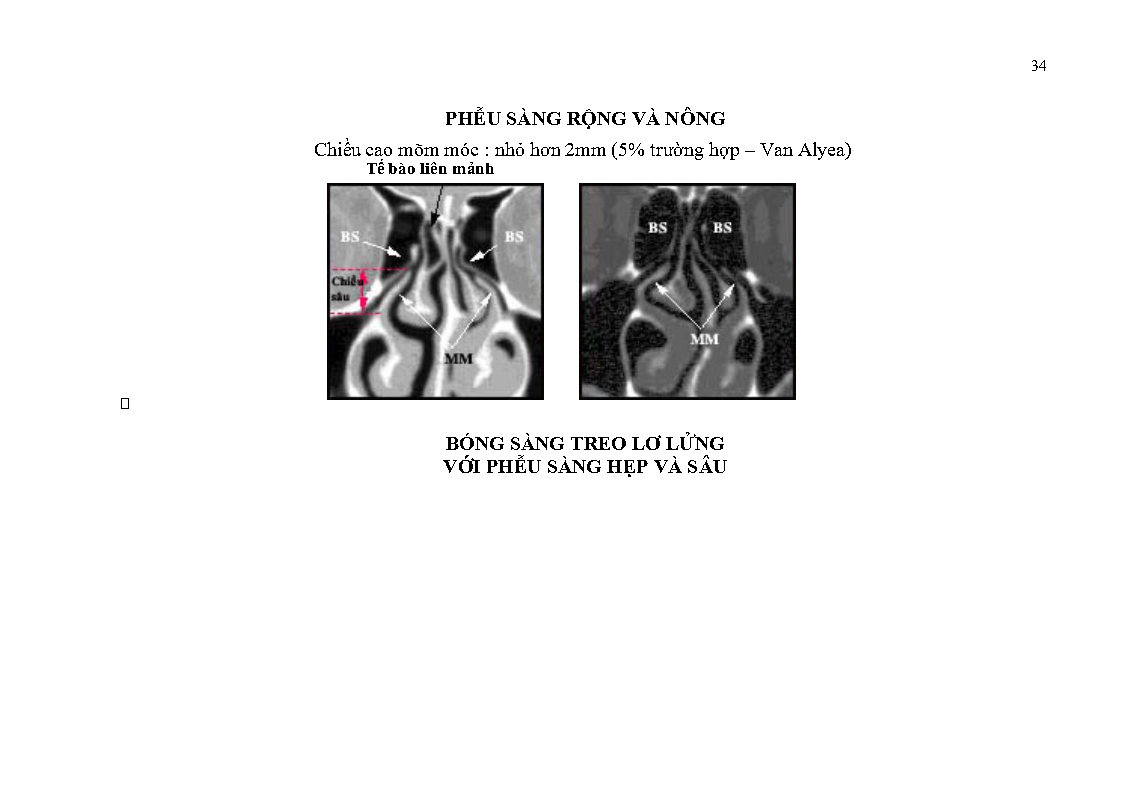 34
PHỄU SÀNG RỘNG VÀ NÔNG
Chiều cao mõm móc : nhỏ hơn 2mm (5% trường hợp – Van Alyea)
Tế bào liên mảnh
BS BS
Chiều
sâu
MM
BS BS
MM
BÓNG SÀNG TREO LƠ LỬNG
VỚI PHỄU SÀNG HẸP VÀ SÂU